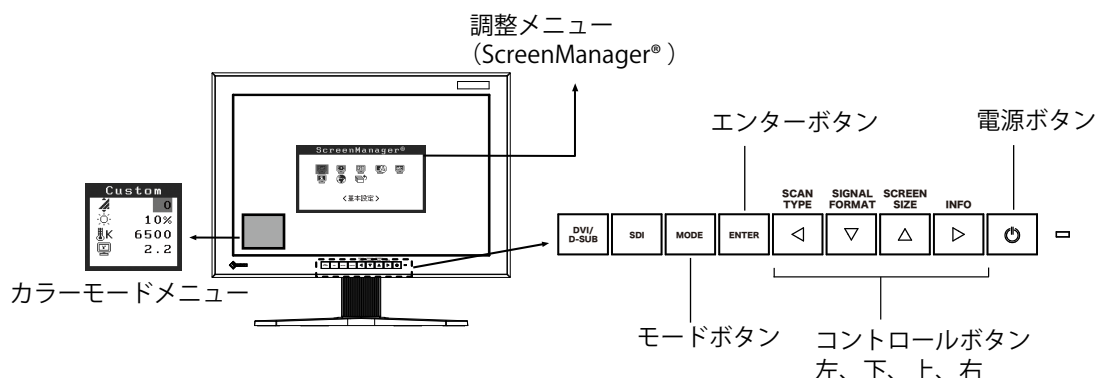 調整メニュー
（ScreenManager®）
エンターボタン
電源ボタン
ScreenManager®
＜基本設定＞
Custom
0
10%
K 6500
2.2
カラーモードメニュー
SCAN TYPE
SIGNAL FORMAT
SCREEN SIZE
INFO
DVI/
D-SUB
SDI
MODE
ENTER
モードボタン
コントロールボタン
左、下、上、右